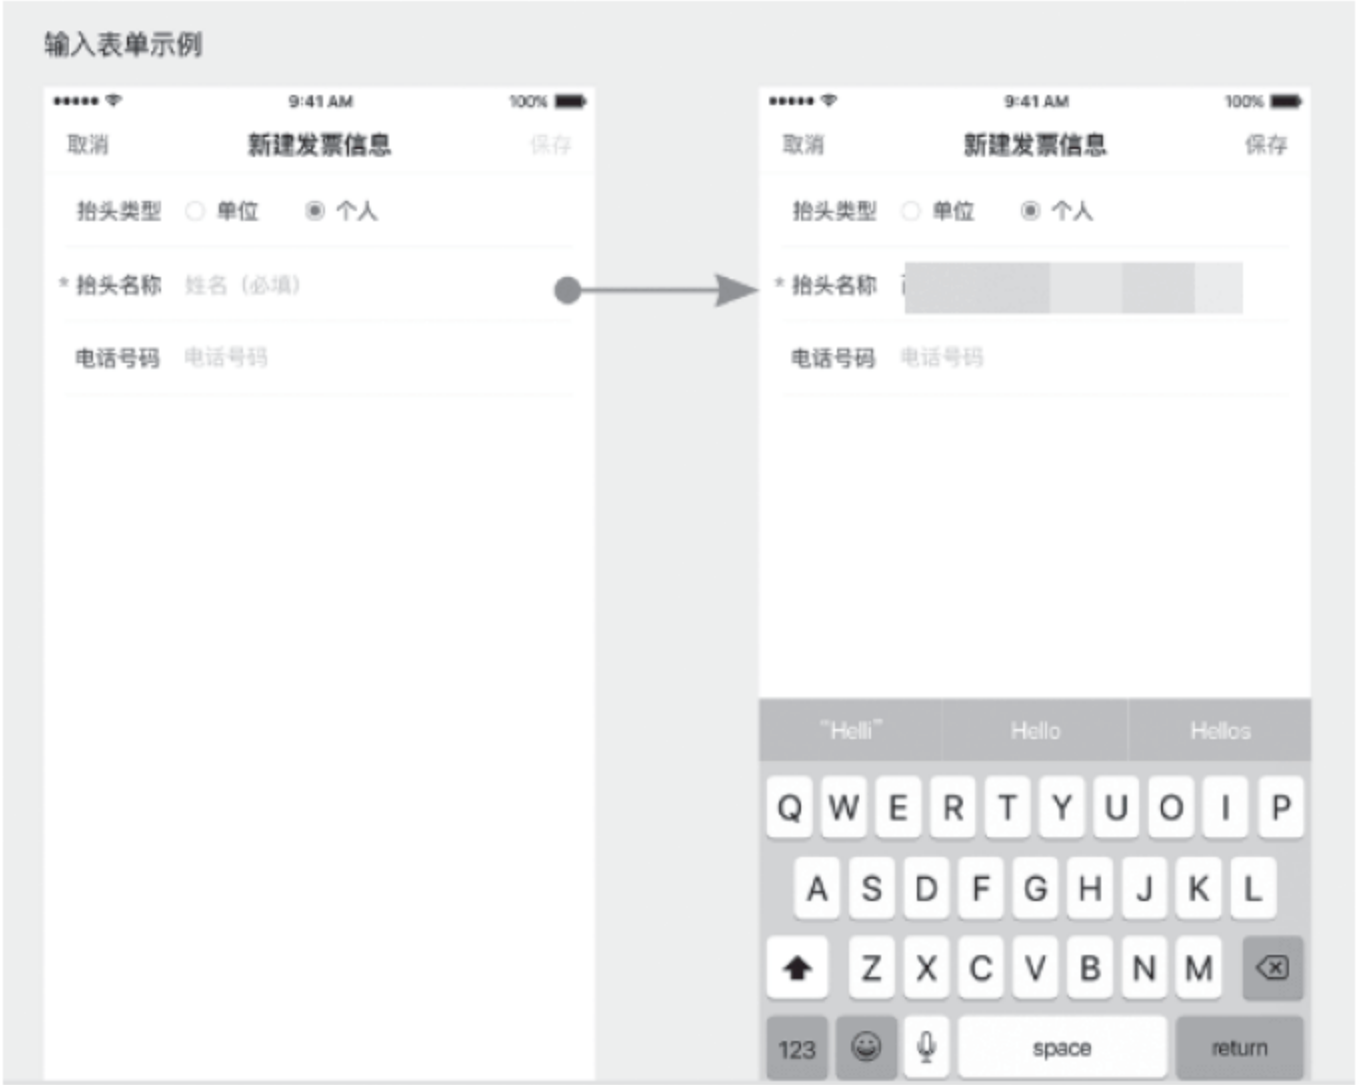 输入表单示例
9:41 AM 100%
取消 新建发票信息 保存
抬头类型 单位 个人
* 抬头名称 姓名（必填）
电话号码 电话号码
9:41 AM 100%
取消 新建发票信息 保存
抬头类型 单位 个人
* 抬头名称
电话号码 电话号码
“Helli” Hello Hellos
Q W E R T Y U O I P
A S D F G H J K L
Z X C V B N M
123 space return